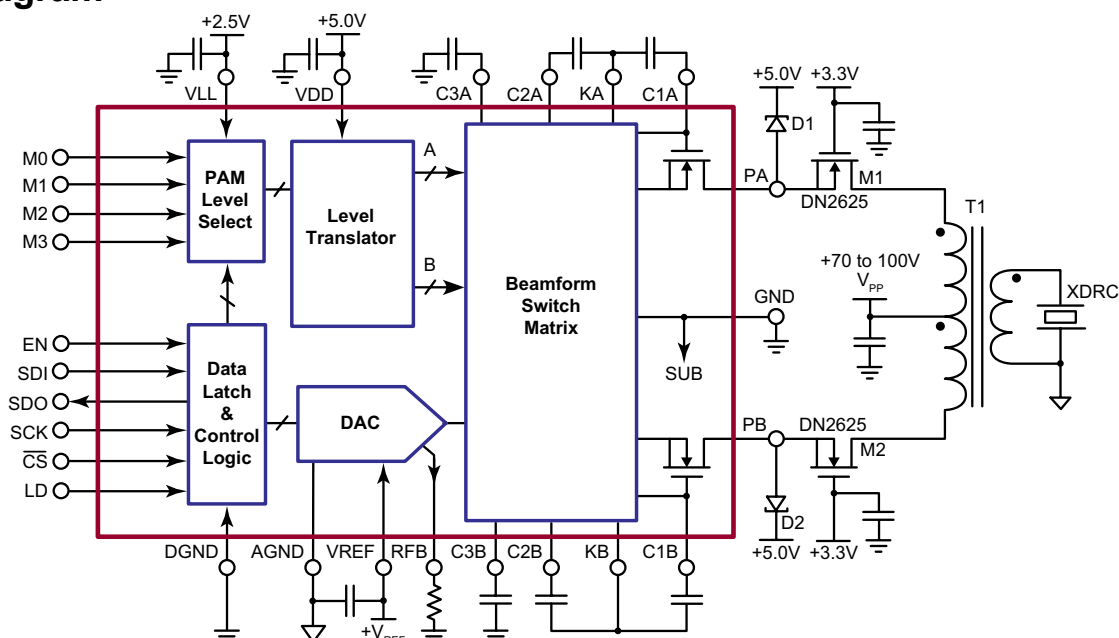 +2.5V
+5.0V
VLL
VDD
C3A
C2A
KA
C1A
+5.0V
+3.3V
D1
M0
M1
M2
M3
PAM
Level
Select
Level
Translator
A
B
Beamform
Switch
Matrix
PA
M1
DN2625
T1
+70 to 100V
VPP
GND
SUB
XDRC
EN
SDI
SDO
SCK
CS
LD
Data
Latch
&
Control
Logic
DAC
PB
DN2625
M2
D2
+5.0V
+3.3V
DGND
AGND
VREF
RFB
C3B
C2B
KB
C1B